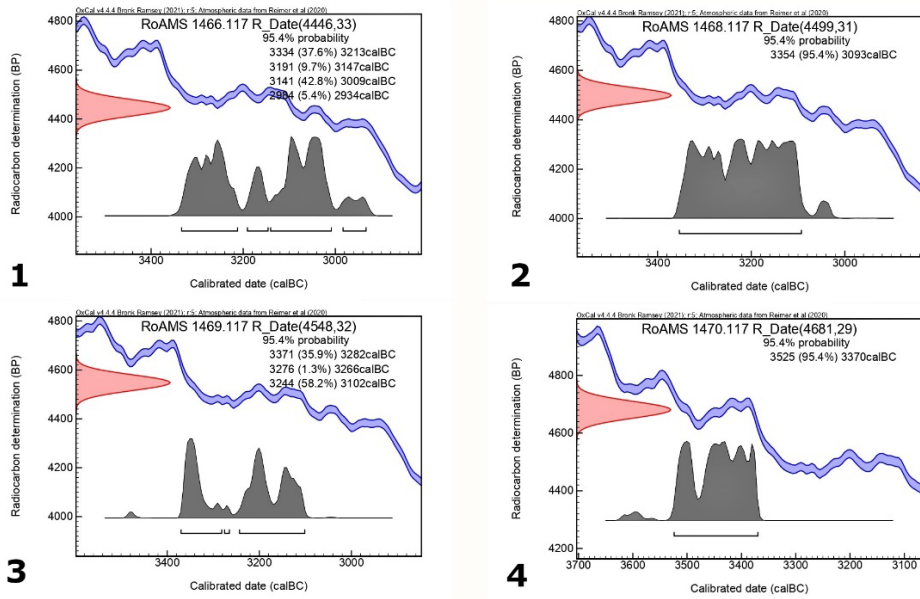 OxCal v4.4.4 Bronk Ramsey (2021); r:5; Atmospheric data from Reimer et al (2020)
RoAMS 1466.117 R_Date(4446,33)
95.4% probability
3334 (37.6%) 3213calBC
3191 (9.7%) 3147calBC
3141 (42.8%) 3009calBC
2984 (5.4%) 2934calBC
Radiocarbon determination (BP)
4800
4600
4400
4200
4000
3400
3200
3000
Calibrated date (calBC)
1
OxCal v4.4.4 Bronk Ramsey (2021); r:5; Atmospheric data from Reimer et al (2020)
RoAMS 1468.117 R_Date(4499,31)
95.4% probability
3354 (95.4%) 3093calBC
Radiocarbon determination (BP)
4800
4600
4400
4200
4000
3400
3200
3000
Calibrated date (calBC)
2
OxCal v4.4.4 Bronk Ramsey (2021); r:5; Atmospheric data from Reimer et al (2020)
RoAMS 1469.117 R_Date(4548,32)
95.4% probability
3371 (35.9%) 3282calBC
3276 (1.3%) 3266calBC
3244 (58.2%) 3102calBC
Radiocarbon determination (BP)
4800
4600
4400
4200
4000
3400
3200
3000
Calibrated date (calBC)
3
OxCal v4.4.4 Bronk Ramsey (2021); r:5; Atmospheric data from Reimer et al (2020)
RoAMS 1470.117 R_Date(4681,29)
95.4% probability
3525 (95.4%) 3370calBC
Radiocarbon determination (BP)
4800
4600
4400
4200
3700
3600
3500
3400
3300
3200
3100
Calibrated date (calBC)
4